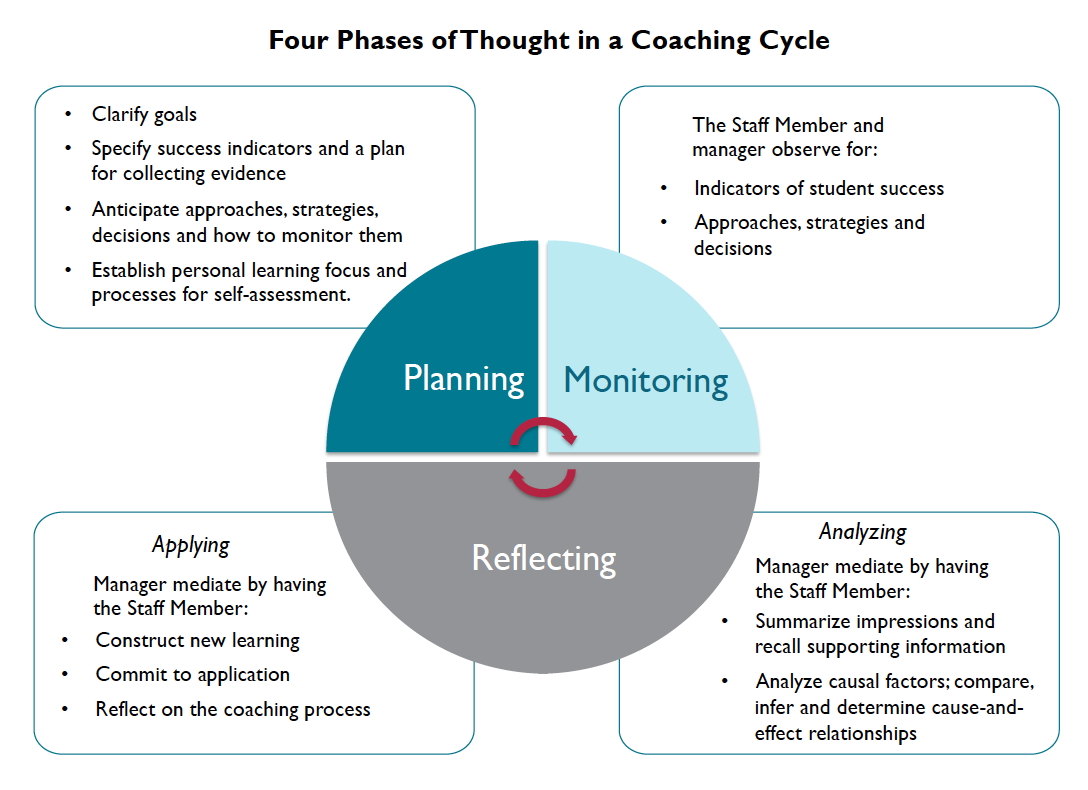 Four Phases of Thought in a Coaching Cycle
• Clarify goals
• Specify success indicators and a plan
for collecting evidence
• Anticipate approaches, strategies,
decisions and how to monitor them
• Establish personal learning focus and
processes for self-assessment.
The Staff Member and
manager observe for:
• Indicators of student success
• Approaches, strategies and
decisions
Planning
Monitoring
Reflecting
Applying
Manager mediate by having
the Staff Member:
• Construct new learning
• Commit to application
• Reflect on the coaching process
Analyzing
Manager mediate by having
the Staff Member:
• Summarize impressions and
recall supporting information
• Analyze causal factors; compare,
infer and determine cause-and-
effect relationships